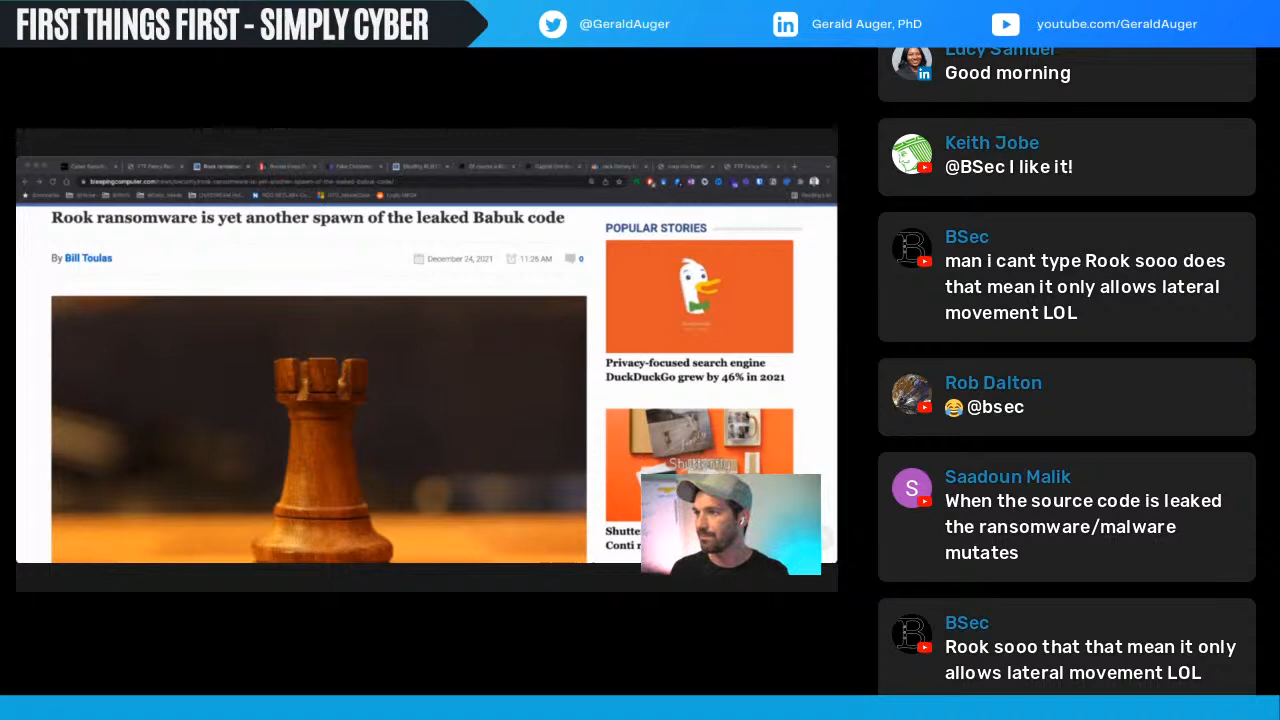 FIRST THINGS FIRST - SIMPLY CYBER
@GeraldAuger
Gerald Auger, PhD
youtube.com/GeraldAuger
Rook ransomware is yet another spawn of the leaked Babuk code
By Bill Toulas
December 24, 2021
11:26 AM
0
POPULAR STORIES
Privacy-focused search engine
DuckDuckGo grew by 46% in 2021
Shutterfly
Shutte
Conti r
Lucy Samuel
Good morning
Keith Jobe
@BSec I like it!
BSec
man i cant type Rook sooo does
that mean it only allows lateral
movement LOL
Rob Dalton
😂 @bsec
S
Saadoun Malik
When the source code is leaked
the ransomware/malware
mutates
BSec
Rook sooo that that mean it only
allows lateral movement LOL